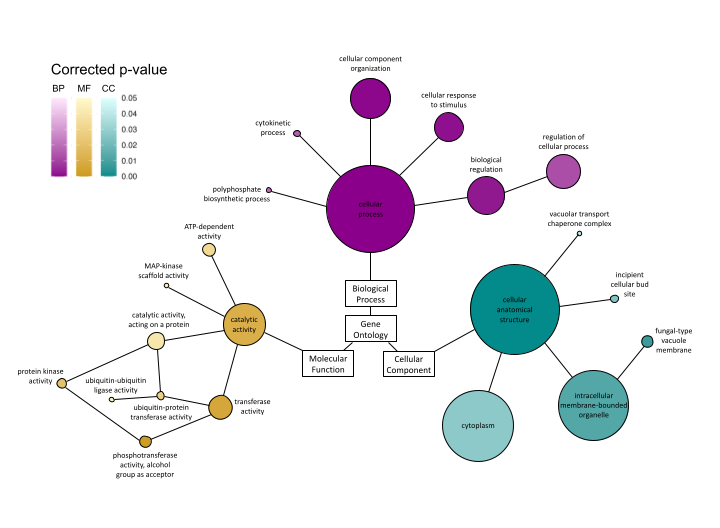 Corrected p-value
BP MF CC
0.05
0.04
0.03
0.02
0.01
0.00
cellular component
organization
cellular response
to stimulus
cytokinetic
process
regulation of
cellular process
biological
regulation
polyphosphate
biosynthetic process
cellular
process
vacuolar transport
chaperone complex
ATP-dependent
activity
MAP-kinase
scaffold activity
incipient
cellular bud
site
Biological
Process
cellular
anatomical
structure
catalytic activity,
acting on a protein
catalytic
activity
Gene
Ontology
fungal-type
vacuole
membrane
Molecular
Function
Cellular
Component
protein kinase
activity
ubiquitin-ubiquitin
ligase activity
ubiquitin-protein
transferase activity
transferase
activity
intracellular
membrane-bounded
organelle
cytoplasm
phosphotransferase
activity, alcohol
group as acceptor